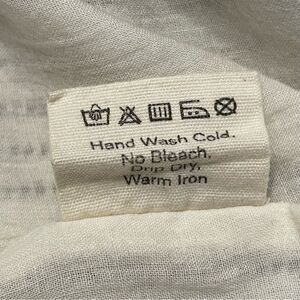 Hand Wash Cold.
No Bleach,
Drip Dry,
Warm Iron